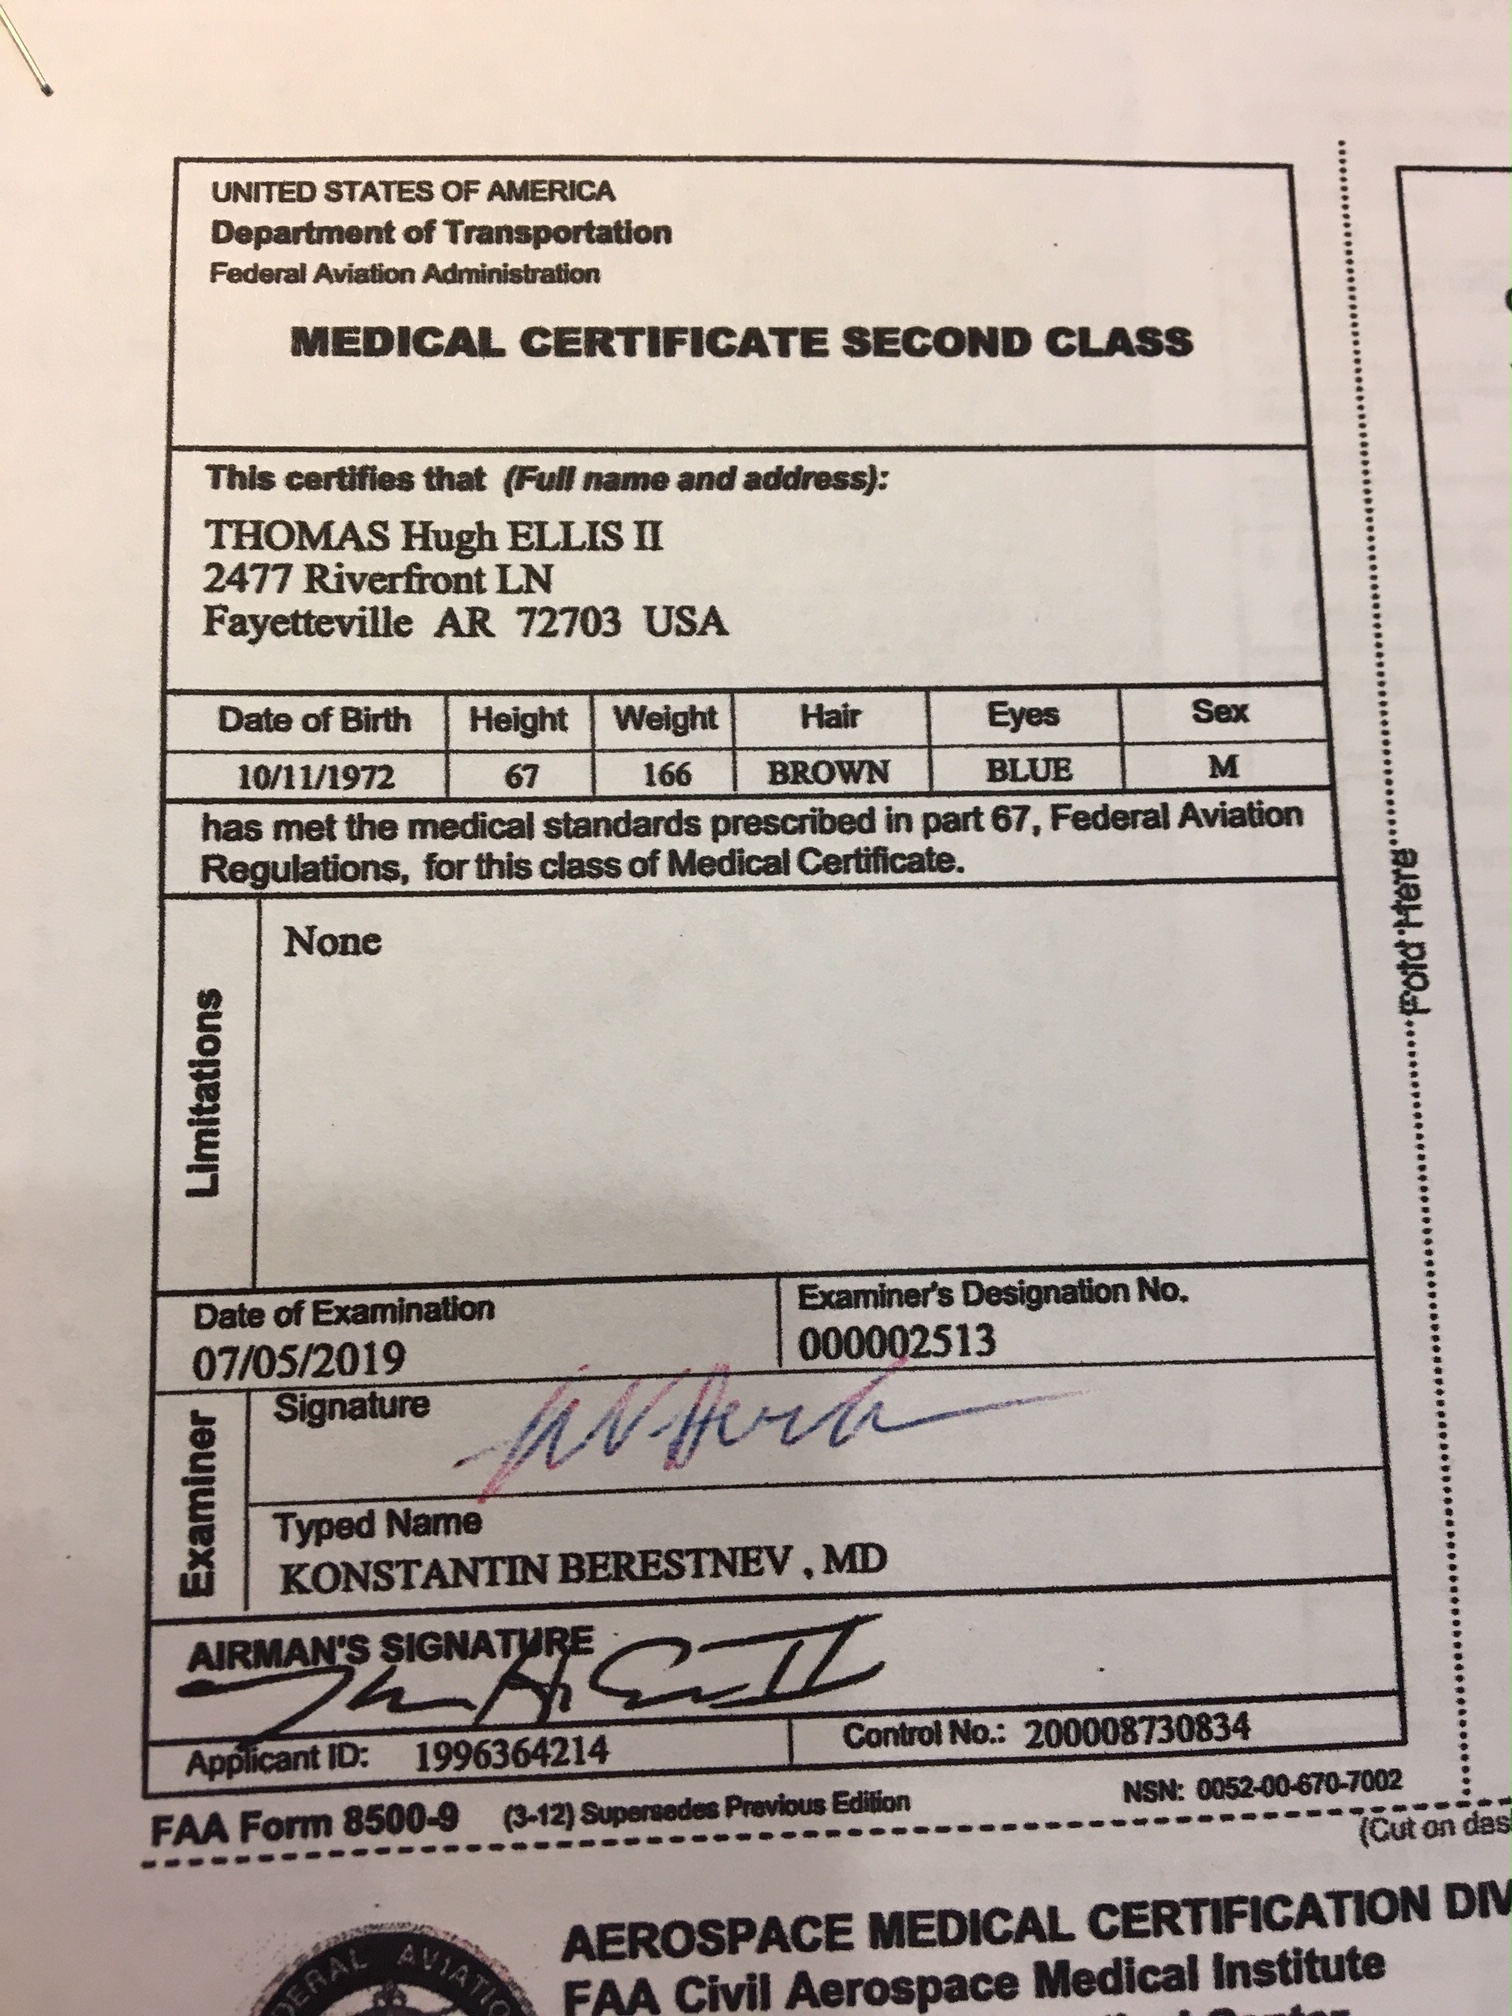 UNITED STATES OF AMERICA
Department of Transportation
Federal Aviation Administration
MEDICAL CERTIFICATE SECOND CLASS
This certifies that (Full name and address):
THOMAS Hugh ELLIS II
2477 Riverfront LN
Fayetteville AR 72703 USA
Date of Birth Height Weight Hair Eyes Sex
10/11/1972 67 166 BROWN BLUE M
has met the medical standards prescribed in part 67, Federal Aviation
Regulations, for this class of Medical Certificate.
Limitations
None
Date of Examination
07/05/2019
Examiner's Designation No.
000002513
Examiner
Signature
Typed Name
KONSTANTIN BERESTNEV , MD
AIRMAN'S SIGNATURE
Applicant ID: 1996364214
Control No.: 200008730834
FAA Form 8500-9 (3-12) Supersedes Previous Edition
NSN: 0052-00-670-7002
Fold Here
(Cut on das
AEROSPACE MEDICAL CERTIFICATION DIV
FAA Civil Aerospace Medical Institute